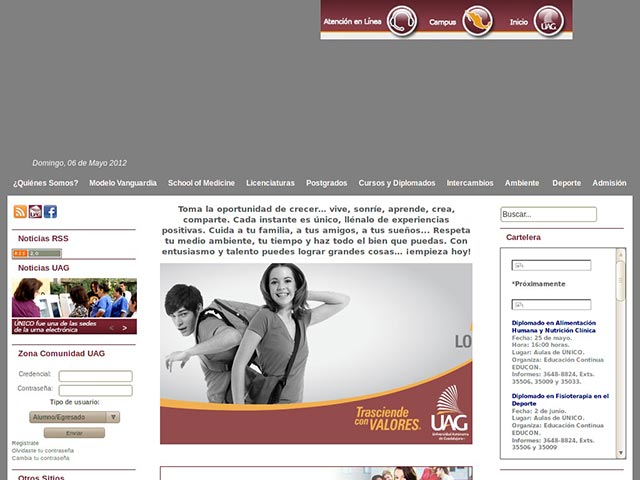 Atención en Línea
Campus
Inicio
UAG
Domingo, 06 de Mayo 2012
¿Quiénes Somos? Modelo Vanguardia School of Medicine Licenciaturas Postgrados Cursos y Diplomados Intercambios Ambiente Deporte Admisión
Noticias RSS
RSS 2.0
Noticias UAG
ÚNICO fue una de las sedes
de la urna electrónica
< >
Zona Comunidad UAG
Credencial:
Contraseña:
Tipo de usuario:
Alumno/Egresado
Enviar
Registrate
Olvidaste tu contraseña
Cambia tu contraseña
Otros Sitios
Toma la oportunidad de crecer... vive, sonríe, aprende, crea,
comparte. Cada instante es único, llénalo de experiencias
positivas. Cuida a tu familia, a tus amigos, a tus sueños... Respeta
tu medio ambiente, tu tiempo y haz todo el bien que puedas. Con
entusiasmo y talento puedes lograr grandes cosas... ¡empieza hoy!
LO
Trasciende
con VALORES.
UAG
Universidad Autónoma
de Guadalajara
Buscar...
Cartelera
*Próximamente
Diplomado en Alimentación
Humana y Nutrición Clínica
Fecha: 25 de mayo.
Hora: 16:00 horas.
Lugar: Aulas de ÚNICO.
Organiza: Educación Continua
EDUCON.
Informes: 3648-8824, Exts.
35506, 35009 y 35033.
Diplomado en Fisioterapia en el
Deporte
Fecha: 2 de junio.
Lugar: Aulas de ÚNICO.
Organiza: Educación Continua
EDUCON.
Informes: 3648-8824, Exts.
35506 y 35009